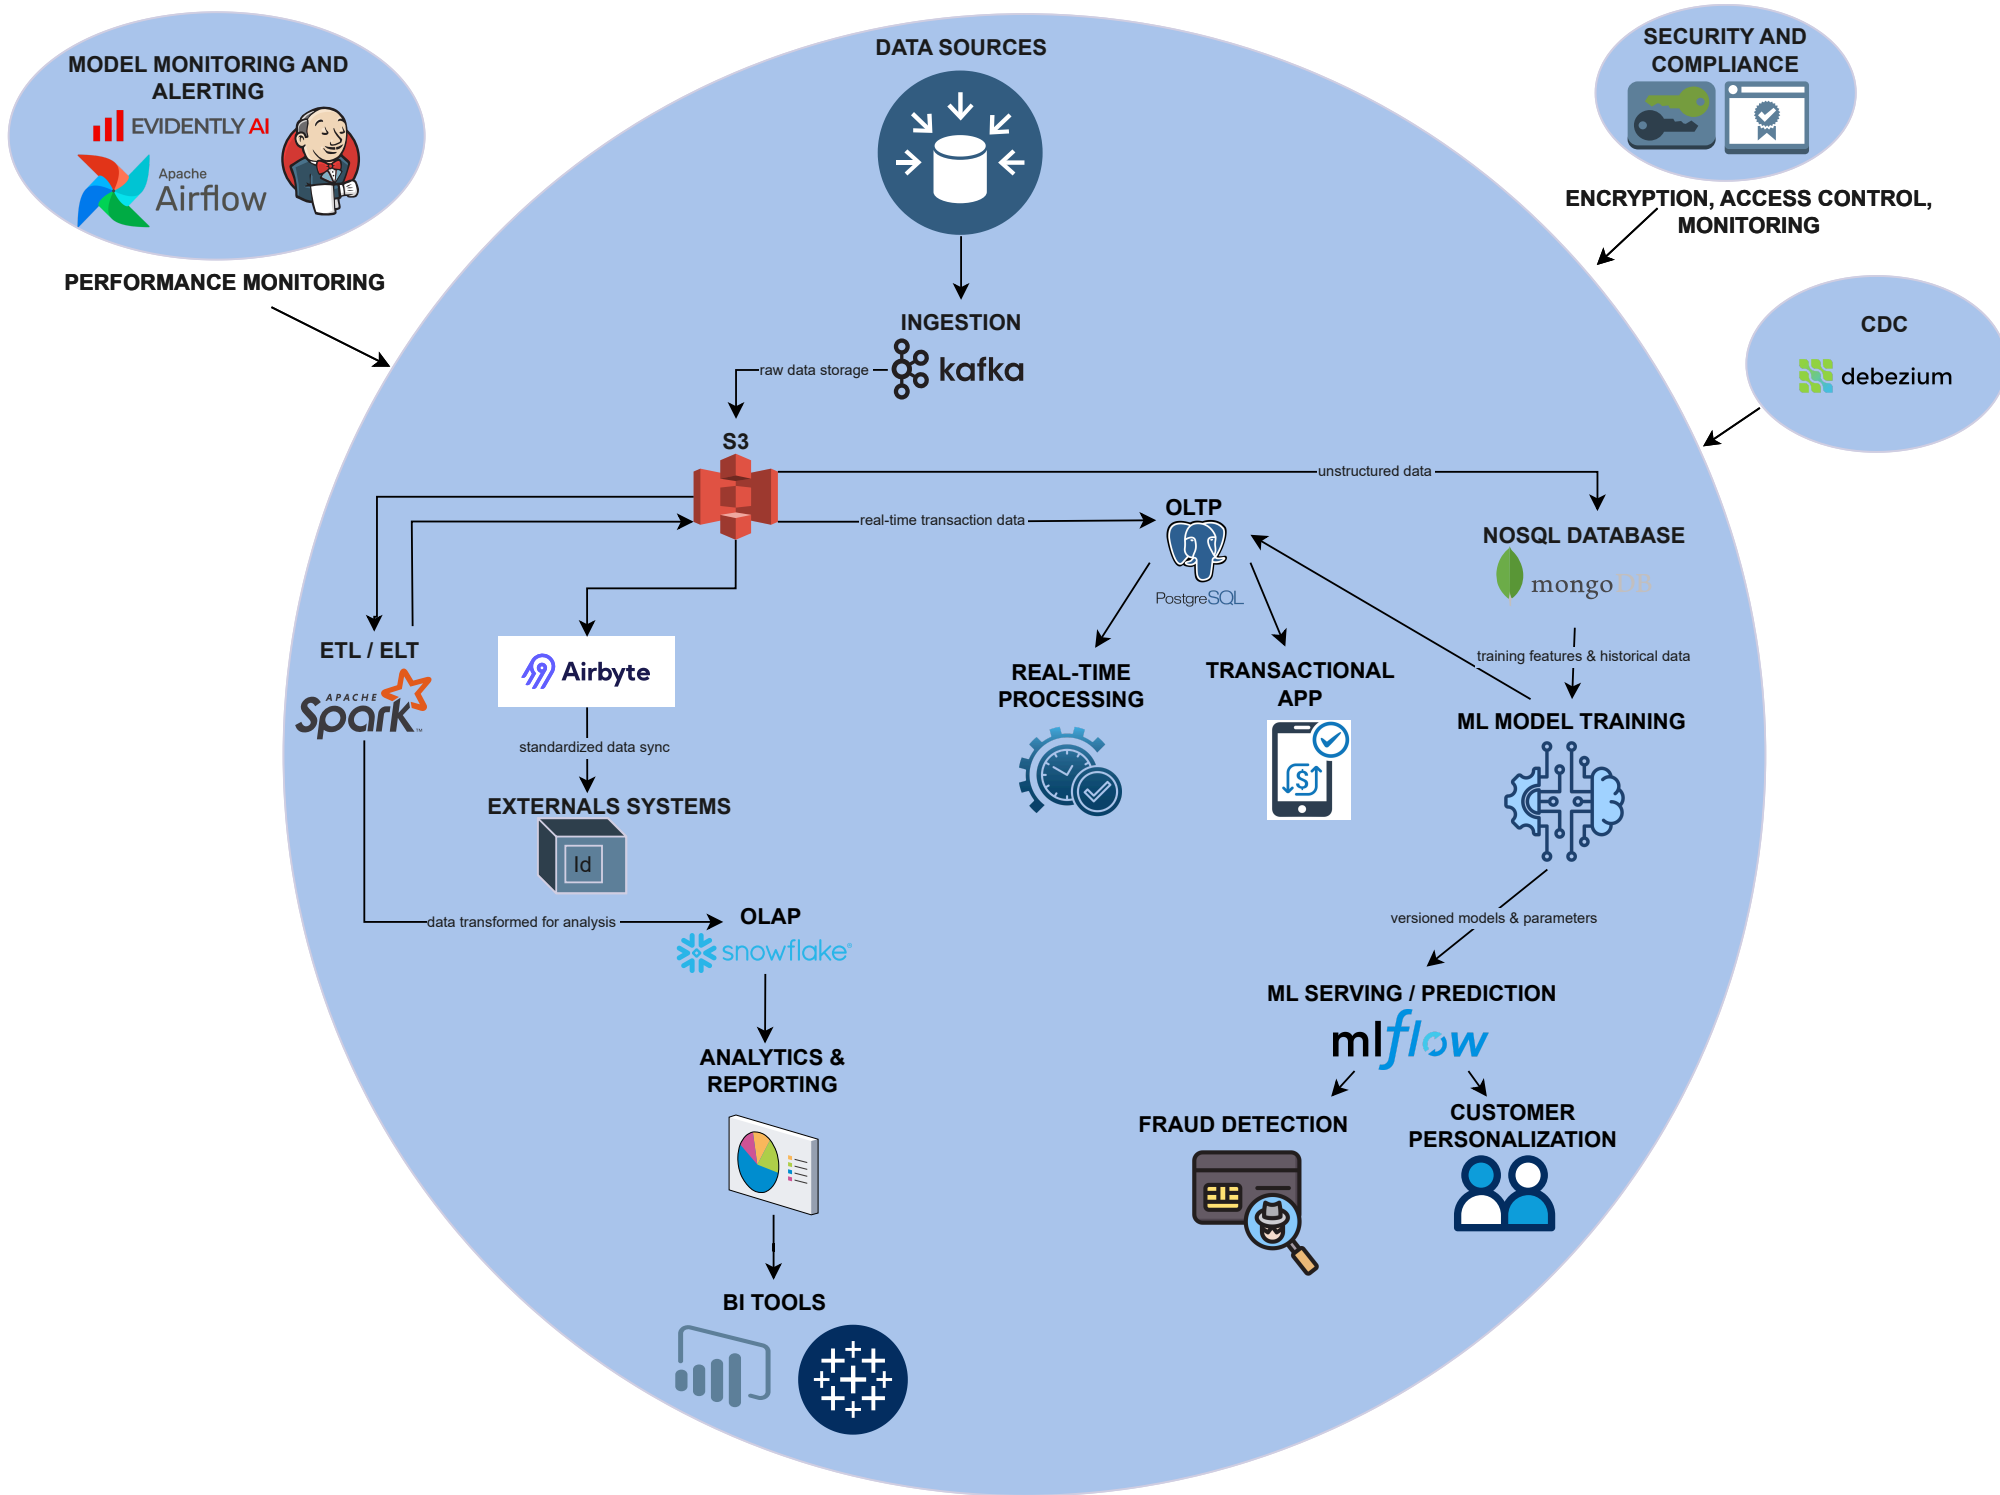 MODEL MONITORING AND
ALERTING
EVIDENTLY AI
Apache
Airflow
PERFORMANCE MONITORING
DATA SOURCES
SECURITY AND
COMPLIANCE
ENCRYPTION, ACCESS CONTROL,
MONITORING
CDC
debezium
INGESTION
kafka
raw data storage
S3
unstructured data
real-time transaction data
OLTP
PostgreSQL
NOSQL DATABASE
mongoDB
training features & historical data
ETL / ELT
APACHE
Spark
TM
Airbyte
standardized data sync
EXTERNALS SYSTEMS
Id
REAL-TIME
PROCESSING
TRANSACTIONAL
APP
$
ML MODEL TRAINING
data transformed for analysis
OLAP
snowflake®
versioned models & parameters
ML SERVING / PREDICTION
mlflow
ANALYTICS &
REPORTING
FRAUD DETECTION
CUSTOMER
PERSONALIZATION
BI TOOLS